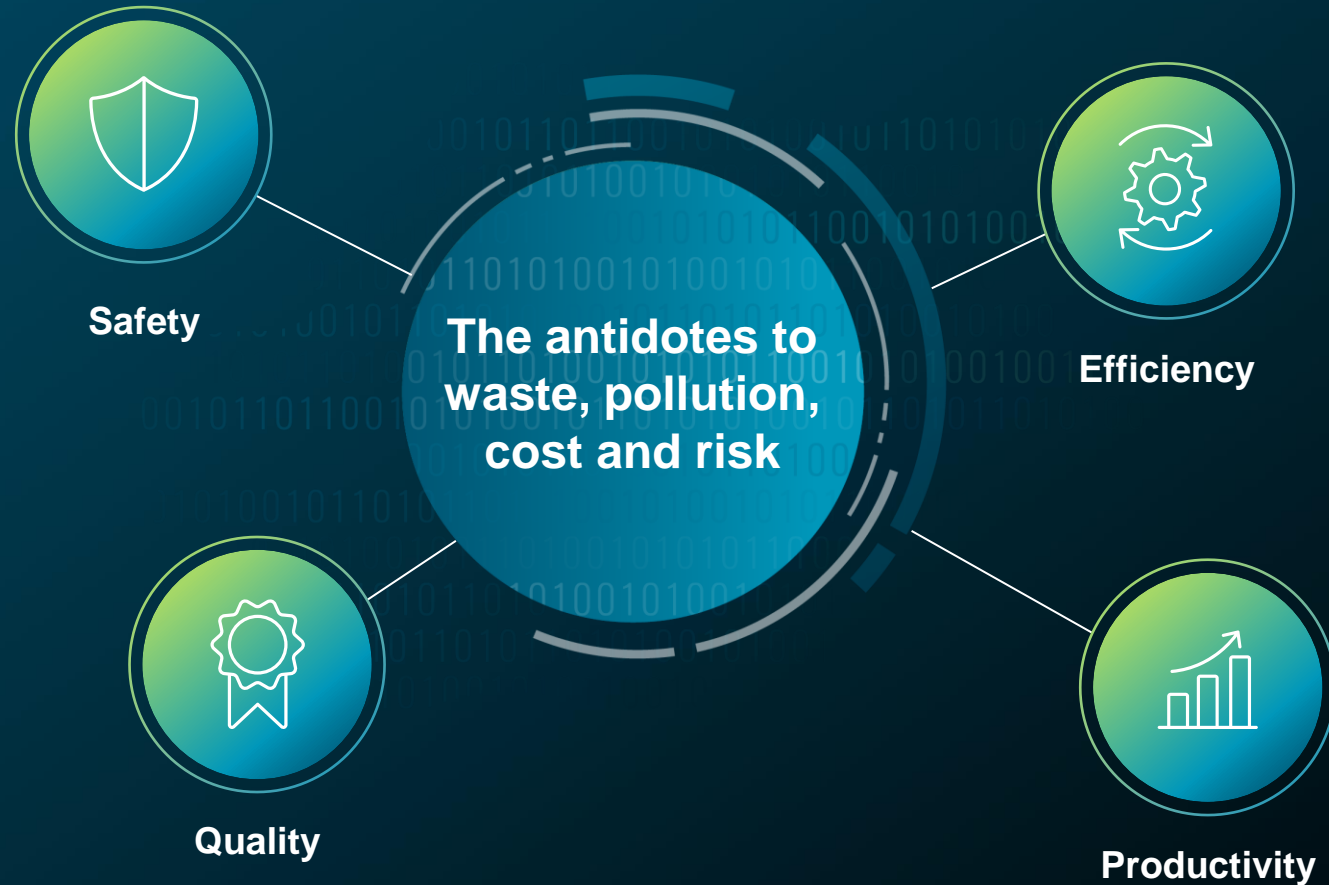 Safety
The antidotes to
waste, pollution,
cost and risk
Efficiency
Quality
Productivity